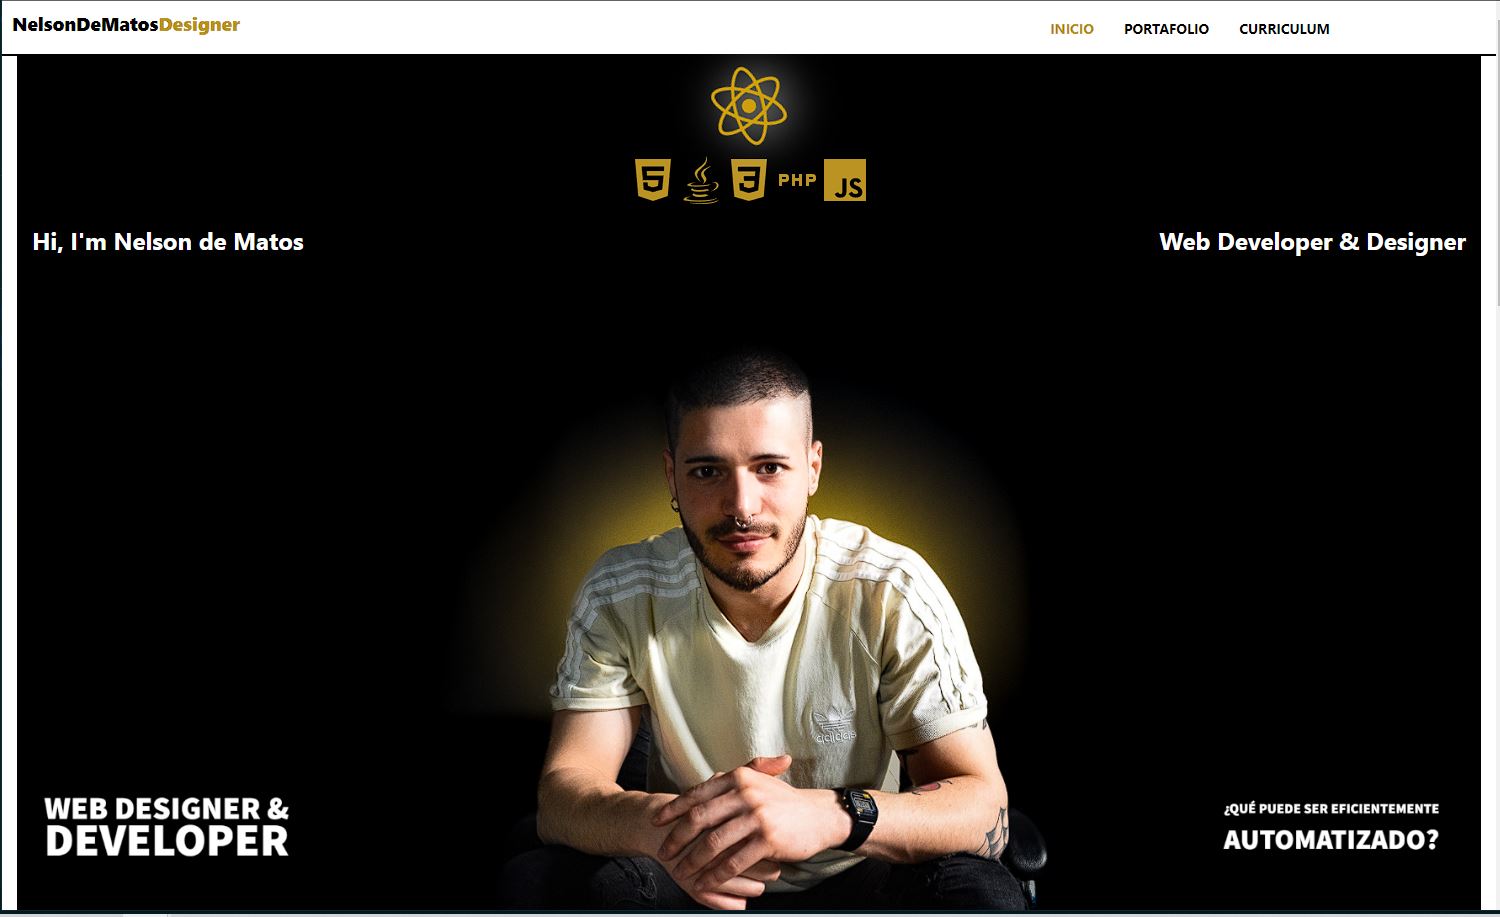 NelsonDeMatosDesigner
INICIO PORTAFOLIO CURRICULUM
5 3 PHP JS
Hi, I'm Nelson de Matos
Web Developer & Designer
adidas
WEB DESIGNER &
DEVELOPER
¿QUÉ PUEDE SER EFICIENTEMENTE
AUTOMATIZADO?